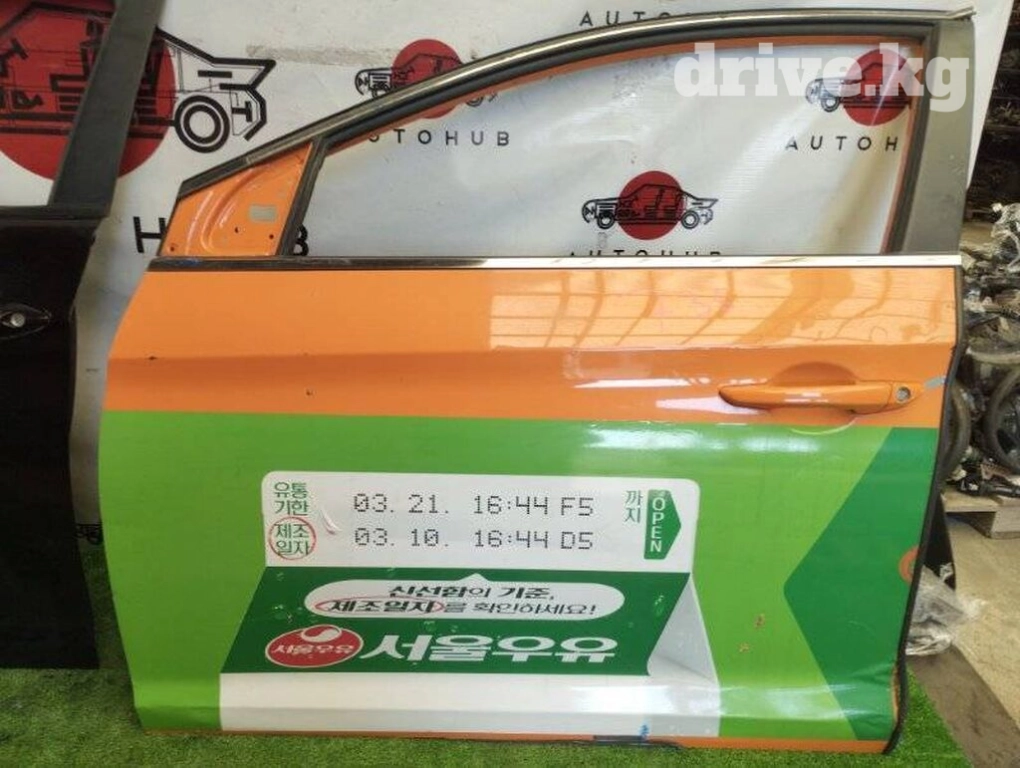 AUTO
drive.kg
AUTOHUB
AUTOH
H
B
AUTOHUB
유통
기한
03. 21. 16:44 F5
까지
OPEN
제조
일자
03. 10. 16:44 D5
신선함의 기준,
제조일자를 확인하세요!
서울우유
서울우유